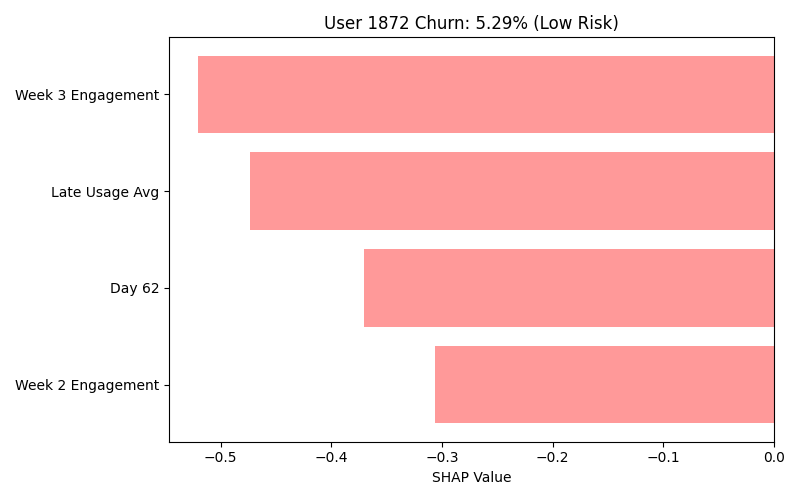 User 1872 Churn: 5.29% (Low Risk)
Week 3 Engagement
Late Usage Avg
Day 62
Week 2 Engagement
−0.5 −0.4 −0.3 −0.2 −0.1 0.0
SHAP Value